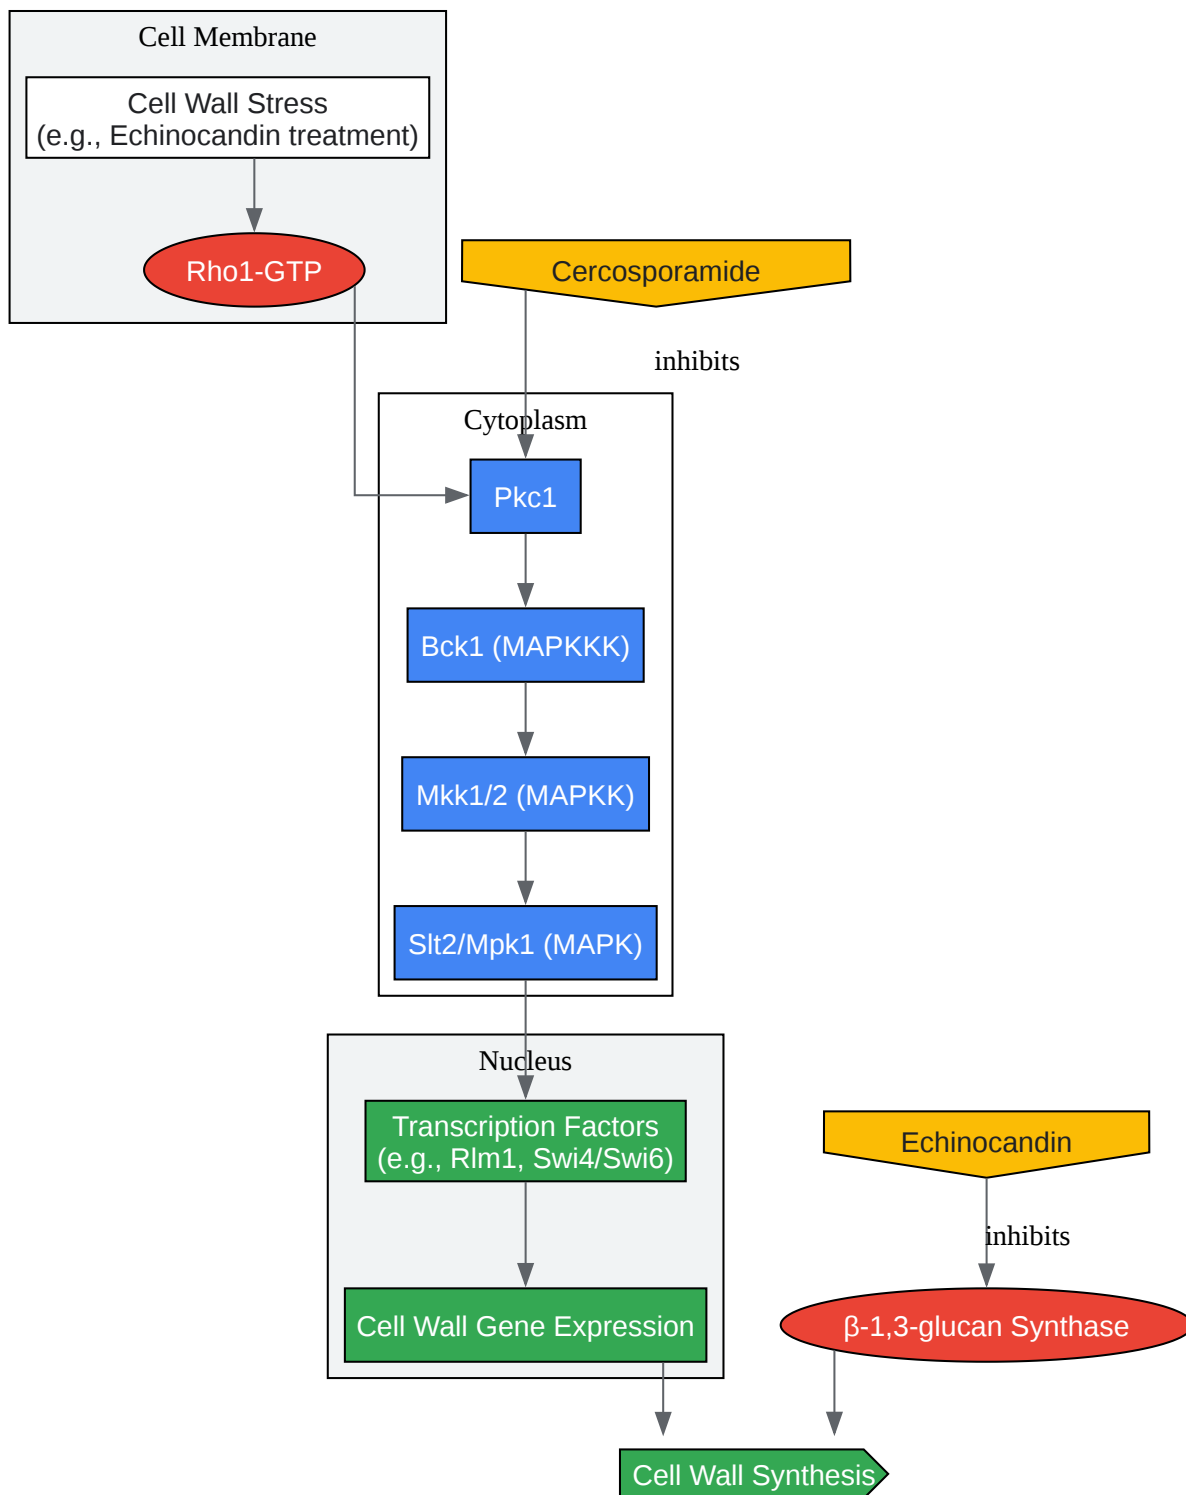 Cell Membrane
Cell Wall Stress
(e.g., Echinocandin treatment)
Rho1-GTP
Cercosporamide
inhibits
Cytoplasm
Pkc1
Bck1 (MAPKKK)
Mkk1/2 (MAPKK)
Slt2/Mpk1 (MAPK)
Nucleus
Transcription Factors
(e.g., Rlm1, Swi4/Swi6)
Echinocandin
inhibits
Cell Wall Gene Expression
β-1,3-glucan Synthase
Cell Wall Synthesis